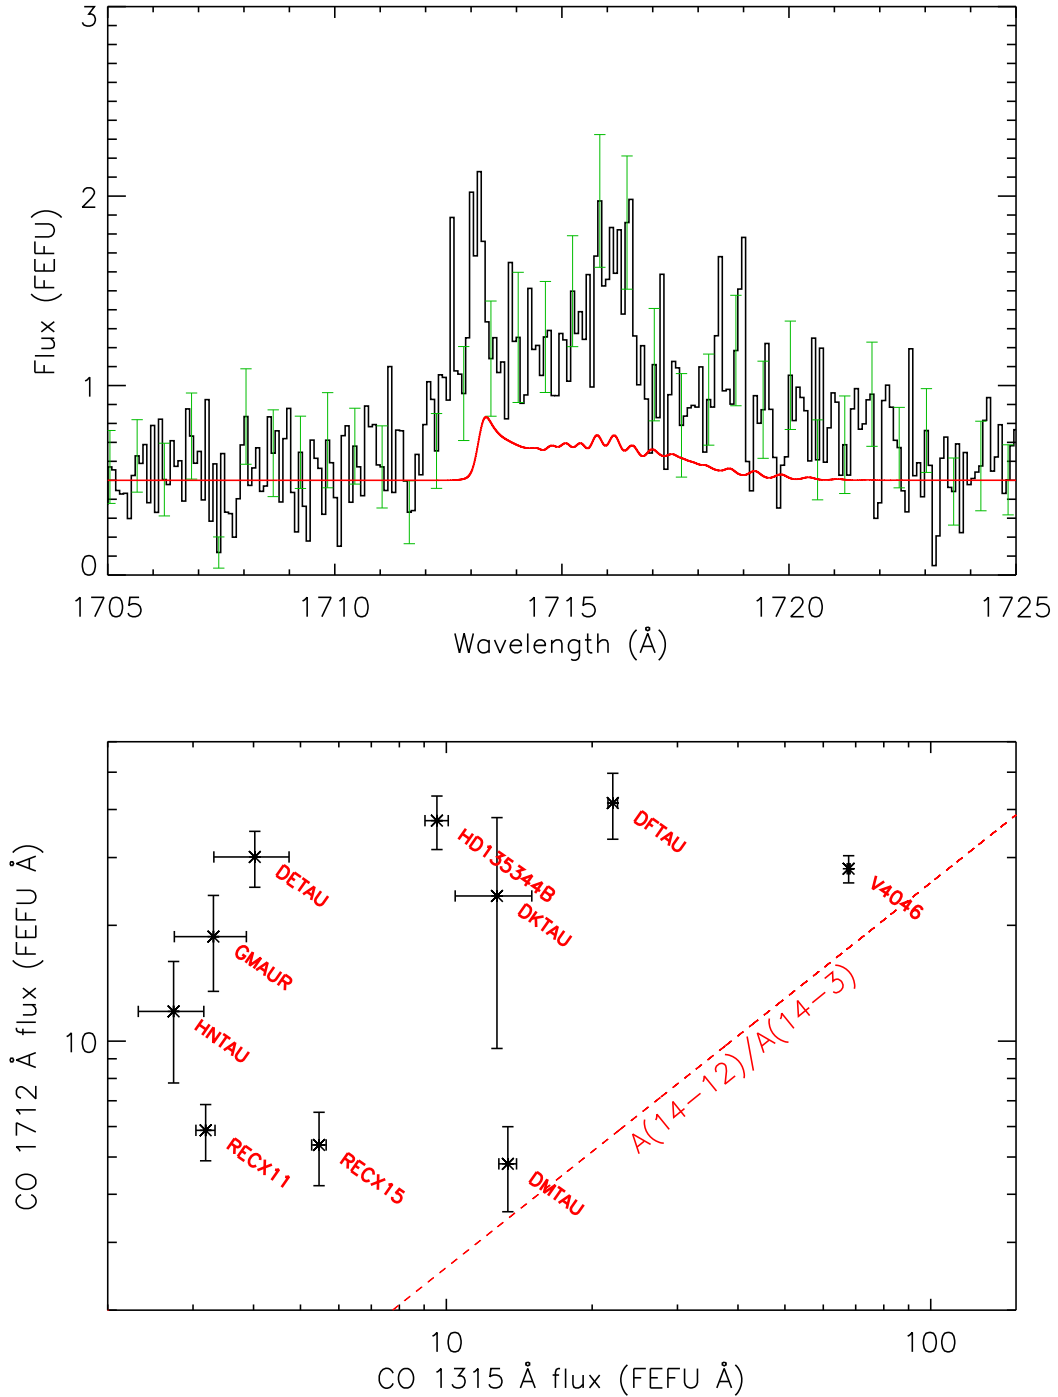 3
2
1
0
Flux (FEFU)
1705 1710 1715 1720 1725
Wavelength (Å)
CO 1712 Å flux (FEFU Å)
10
DFTAU
HD135344B
DETAU
V4046
DKTAU
GMAUR
HNTAU
A(14−12)/A(14−3)
RECX11
RECX15
DMTAU
10 100
CO 1315 Å flux (FEFU Å)